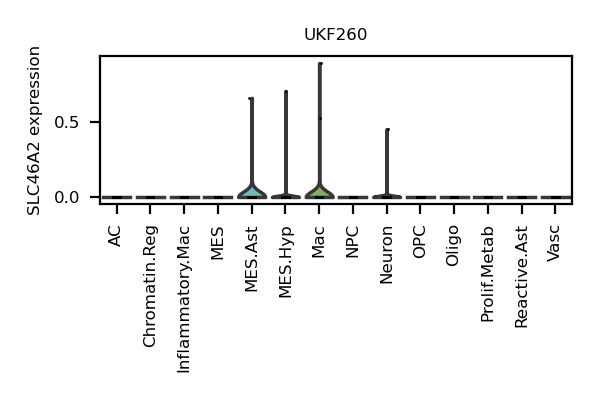 UKF260
SLC46A2 expression
0.5
0.0
AC
Chromatin.Reg
Inflammatory.Mac
MES
MES.Ast
MES.Hyp
Mac
NPC
Neuron
OPC
Oligo
Prolif.Metab
Reactive.Ast
Vasc